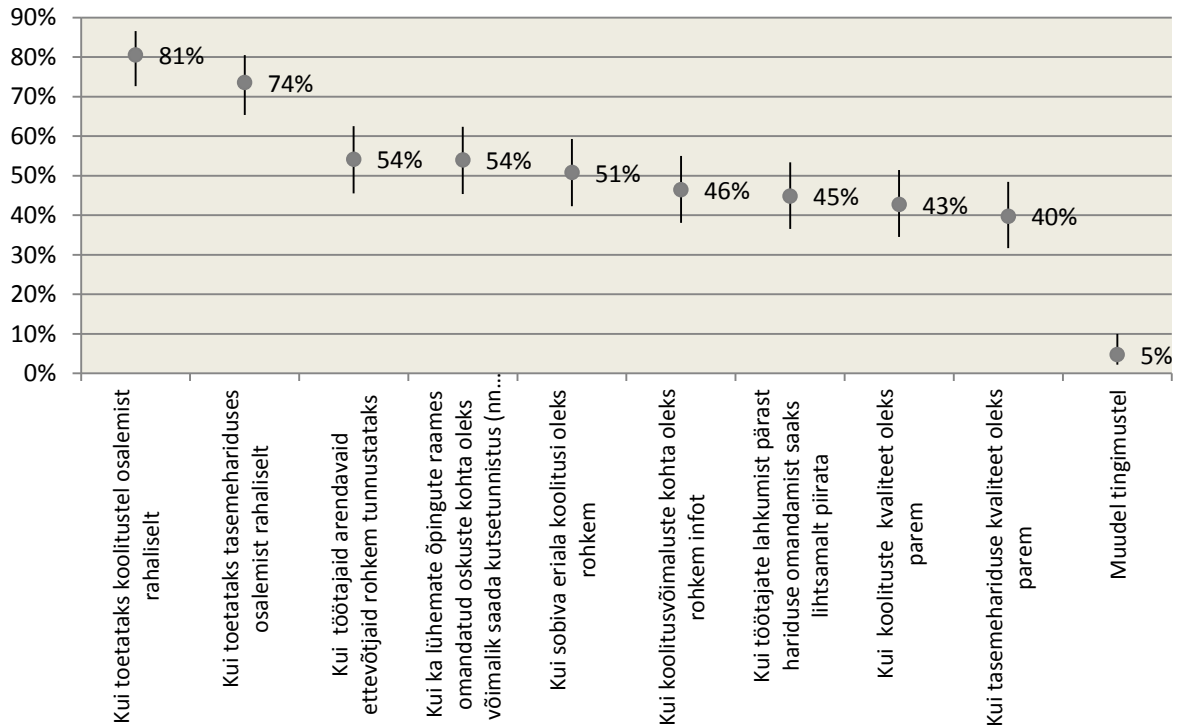 90%
80%
70%
60%
50%
40%
30%
20%
10%
0%
81%
74%
54%
54%
51%
46%
45%
43%
40%
5%
Kui toetataks koolitustel osalemist
rahaliselt
Kui toetataks tasemehariduses
osalemist rahaliselt
Kui töötajaid arendavaid
ettevõtjaid rohkem tunnustataks
Kui ka lühemate õpingute raames
omandatud oskuste kohta oleks
võimalik saada kutsetunnistus (nn...
Kui sobiva eriala koolitusi oleks
rohkem
Kui koolitusvõimaluste kohta oleks
rohkem infot
Kui töötajate lahkumist pärast
hariduse omandamist saaks
lihtsamalt piirata
Kui koolituste kvaliteet oleks
parem
Kui tasemehariduse kvaliteet oleks
parem
Muudel tingimustel